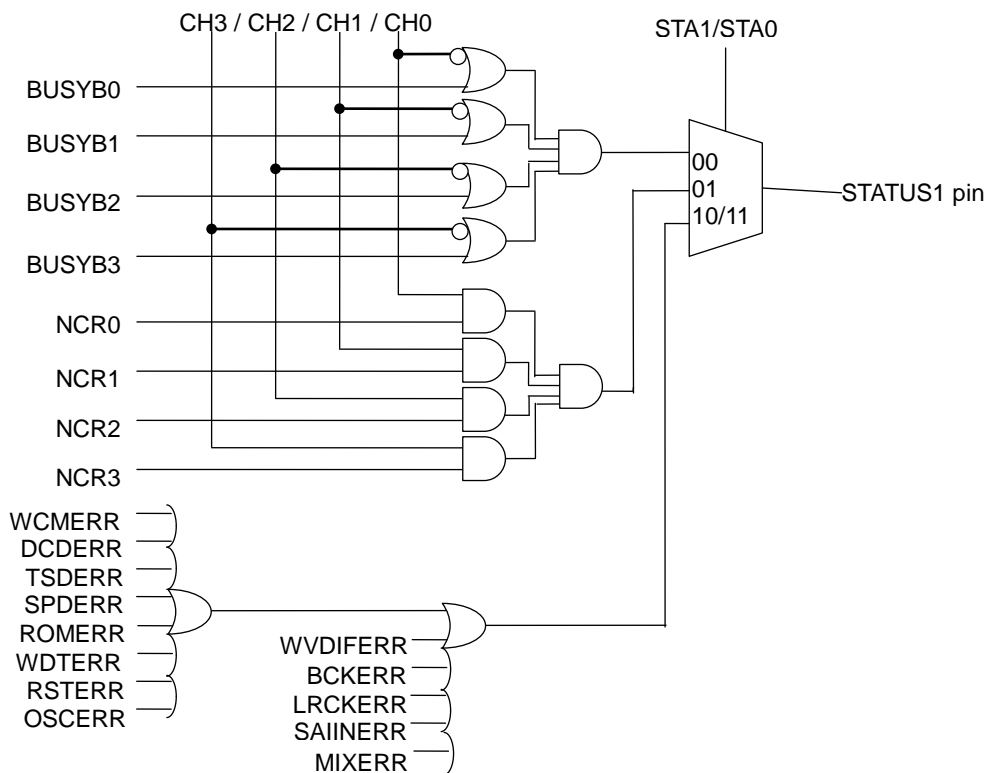 CH3 / CH2 / CH1 / CH0
STA1/STA0
BUSYB0
BUSYB1
BUSYB2
BUSYB3
00
01
10/11
STATUS1 pin
NCR0
NCR1
NCR2
NCR3
WCMERR
DCDERR
TSDERR
SPDERR
ROMERR
WDTERR
RSTERR
OSCERR
WVDIFERR
BCKERR
LRCKERR
SAIINERR
MIXERR